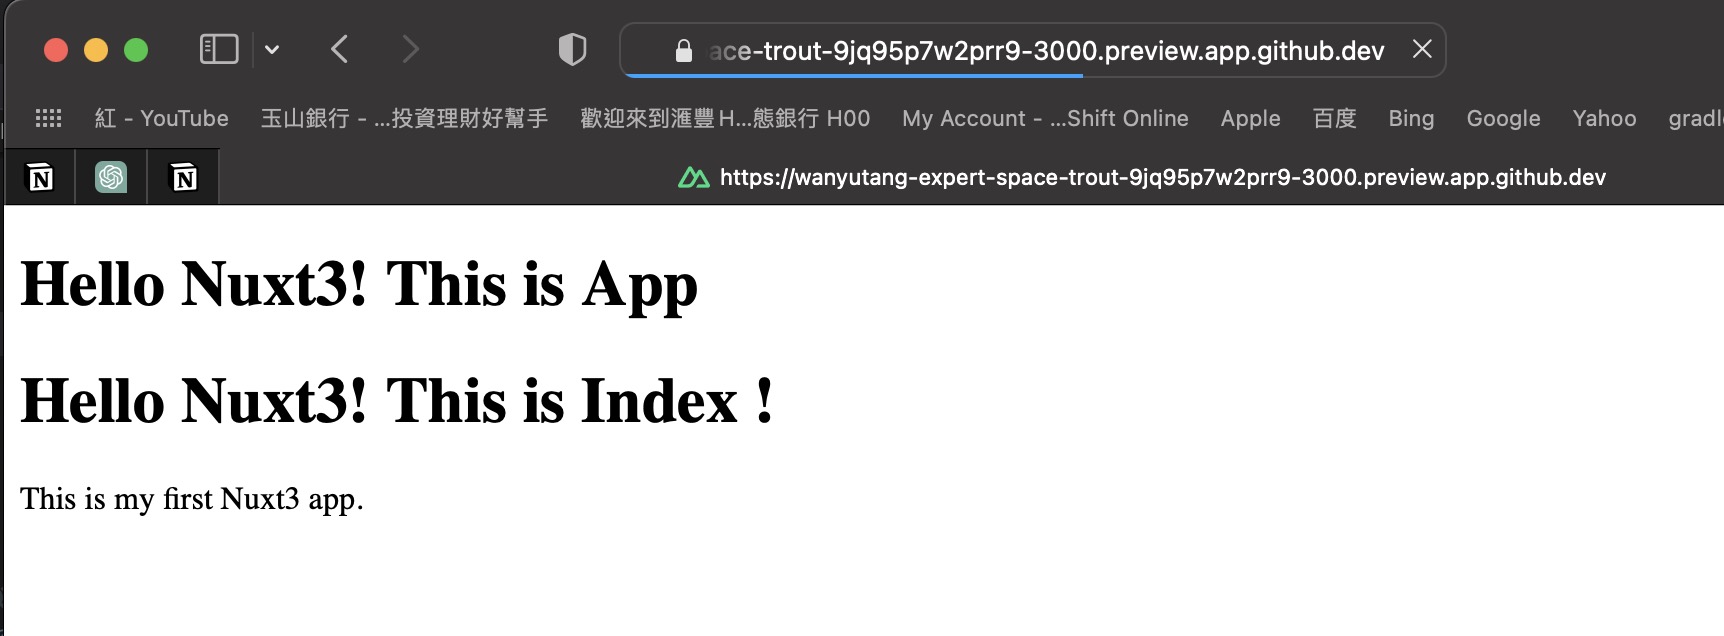 ace-trout-9jq95p7w2prr9-3000.preview.app.github.dev
紅 - YouTube 玉山銀行 - ...投資理財好幫手 歡迎來到滙豐H...態銀行 H00 My Account - ...Shift Online Apple 百度 Bing Google Yahoo gradl
N N https://wanyutang-expert-space-trout-9jq95p7w2prr9-3000.preview.app.github.dev
Hello Nuxt3! This is App
Hello Nuxt3! This is Index !
This is my first Nuxt3 app.